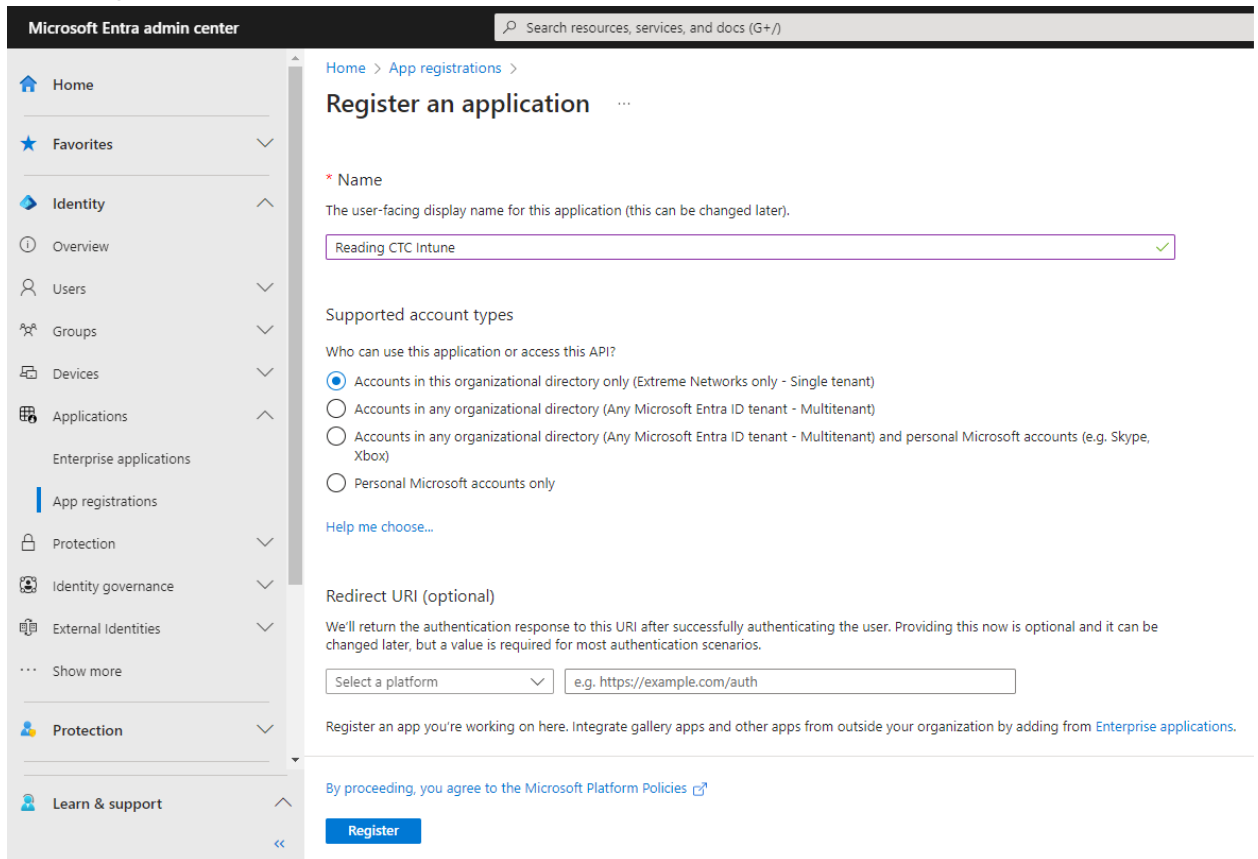 Microsoft Entra admin center
Search resources, services, and docs (G+/)
Home
Favorites
Identity
Overview
Users
Groups
Devices
Applications
Enterprise applications
App registrations
Protection
Identity governance
External Identities
Show more
Protection
Learn & support
Home > App registrations >
Register an application ...
* Name
The user-facing display name for this application (this can be changed later).
Reading CTC Intune
Supported account types
Who can use this application or access this API?
Accounts in this organizational directory only (Extreme Networks only - Single tenant)
Accounts in any organizational directory (Any Microsoft Entra ID tenant - Multitenant)
Accounts in any organizational directory (Any Microsoft Entra ID tenant - Multitenant) and personal Microsoft accounts (e.g. Skype,
Xbox)
Personal Microsoft accounts only
Help me choose...
Redirect URI (optional)
We'll return the authentication response to this URI after successfully authenticating the user. Providing this now is optional and it can be
changed later, but a value is required for most authentication scenarios.
Select a platform
e.g. https://example.com/auth
Register an app you're working on here. Integrate gallery apps and other apps from outside your organization by adding from Enterprise applications.
By proceeding, you agree to the Microsoft Platform Policies
Register